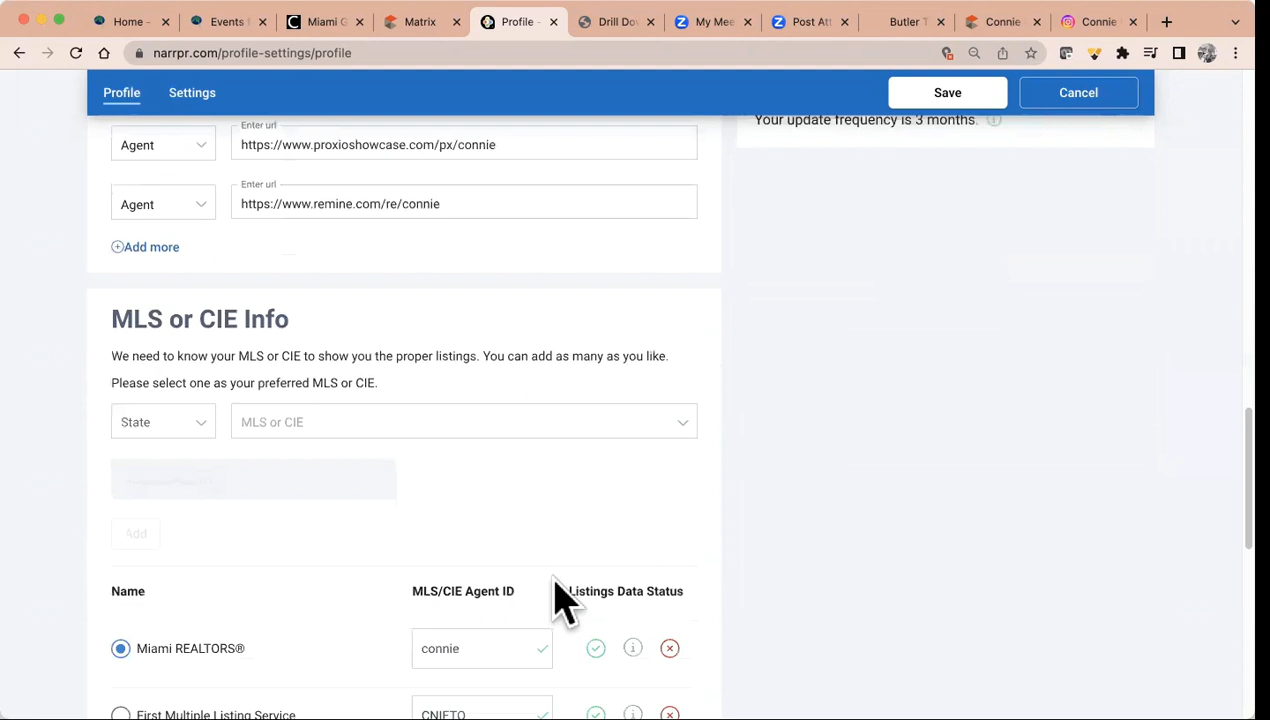 Home –
Events
Miami G
Matrix
Profile -
Drill Do
My Mee
Post Att
Butler T
Connie
Connie
narrpr.com/profile-settings/profile
Profile
Settings
Save
Cancel
Your update frequency is 3 months.
Enter url
Agent
https://www.proxioshowcase.com/px/connie
Enter url
Agent
https://www.remine.com/re/connie
Add more
MLS or CIE Info
We need to know your MLS or CIE to show you the proper listings. You can add as many as you like.
Please select one as your preferred MLS or CIE.
State
MLS or CIE
Add
Name
MLS/CIE Agent ID
Listings Data Status
Miami REALTORS®
connie
First Multiple Listing Service
CNIETO